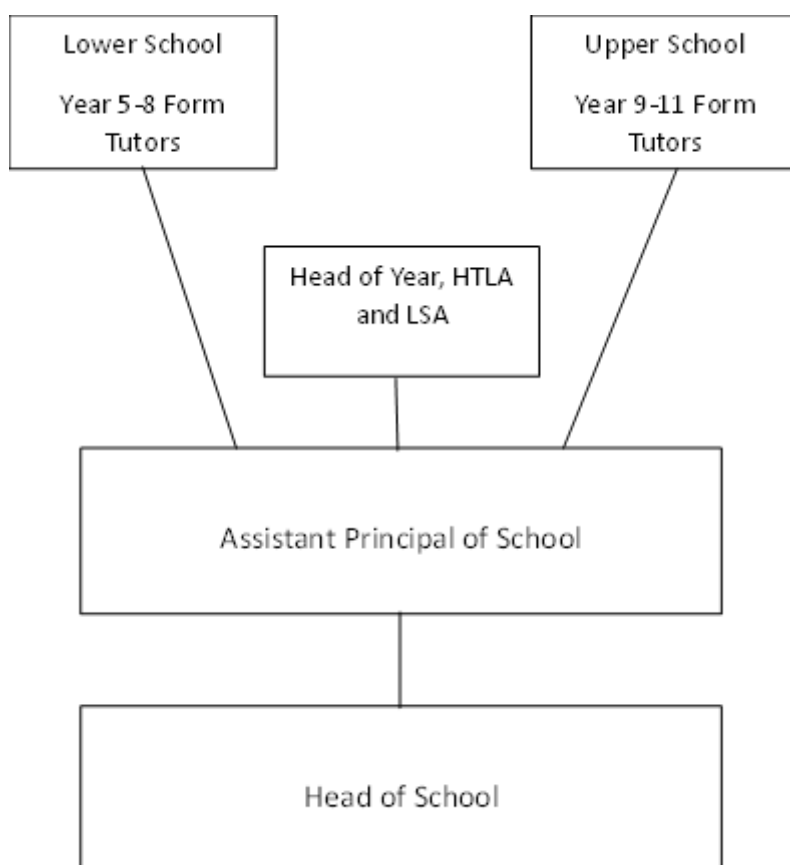 Lower School
Year 5-8 Form
Tutors
Upper School
Year 9-11 Form
Tutors
Head of Year, HTLA
and LSA
Assistant Principal of School
Head of School